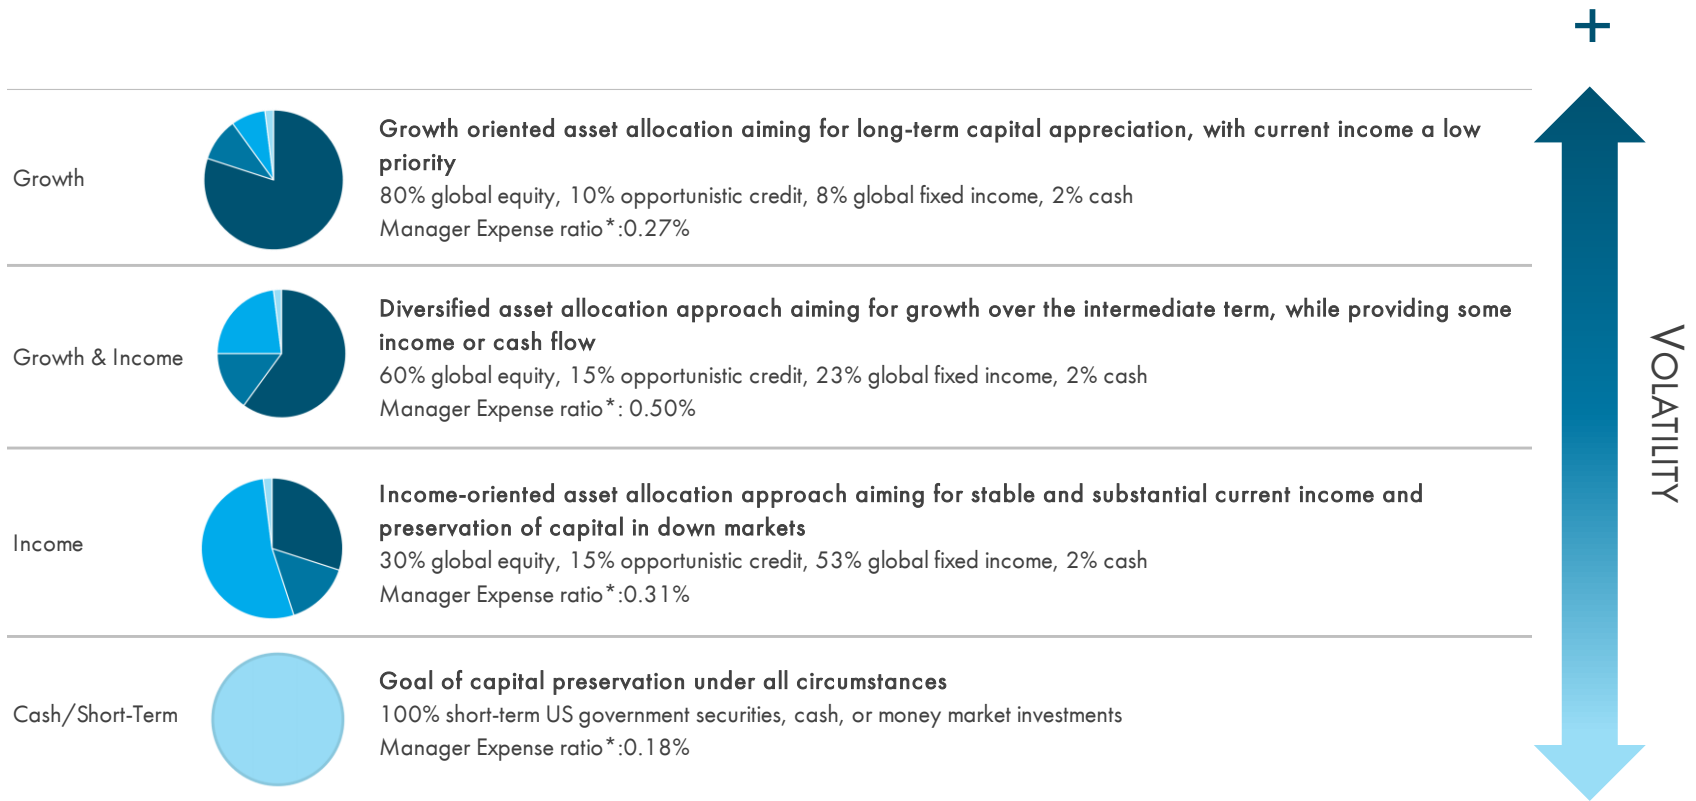 +
Growth
Growth oriented asset allocation aiming for long-term capital appreciation, with current income a low
priority
80% global equity, 10% opportunistic credit, 8% global fixed income, 2% cash
Manager Expense ratio*:0.27%
Growth & Income
Diversified asset allocation approach aiming for growth over the intermediate term, while providing some
income or cash flow
60% global equity, 15% opportunistic credit, 23% global fixed income, 2% cash
Manager Expense ratio*: 0.50%
Income
Income-oriented asset allocation approach aiming for stable and substantial current income and
preservation of capital in down markets
30% global equity, 15% opportunistic credit, 53% global fixed income, 2% cash
Manager Expense ratio*:0.31%
Cash/Short-Term
Goal of capital preservation under all circumstances
100% short-term US government securities, cash, or money market investments
Manager Expense ratio*:0.18%
VOLATILITY